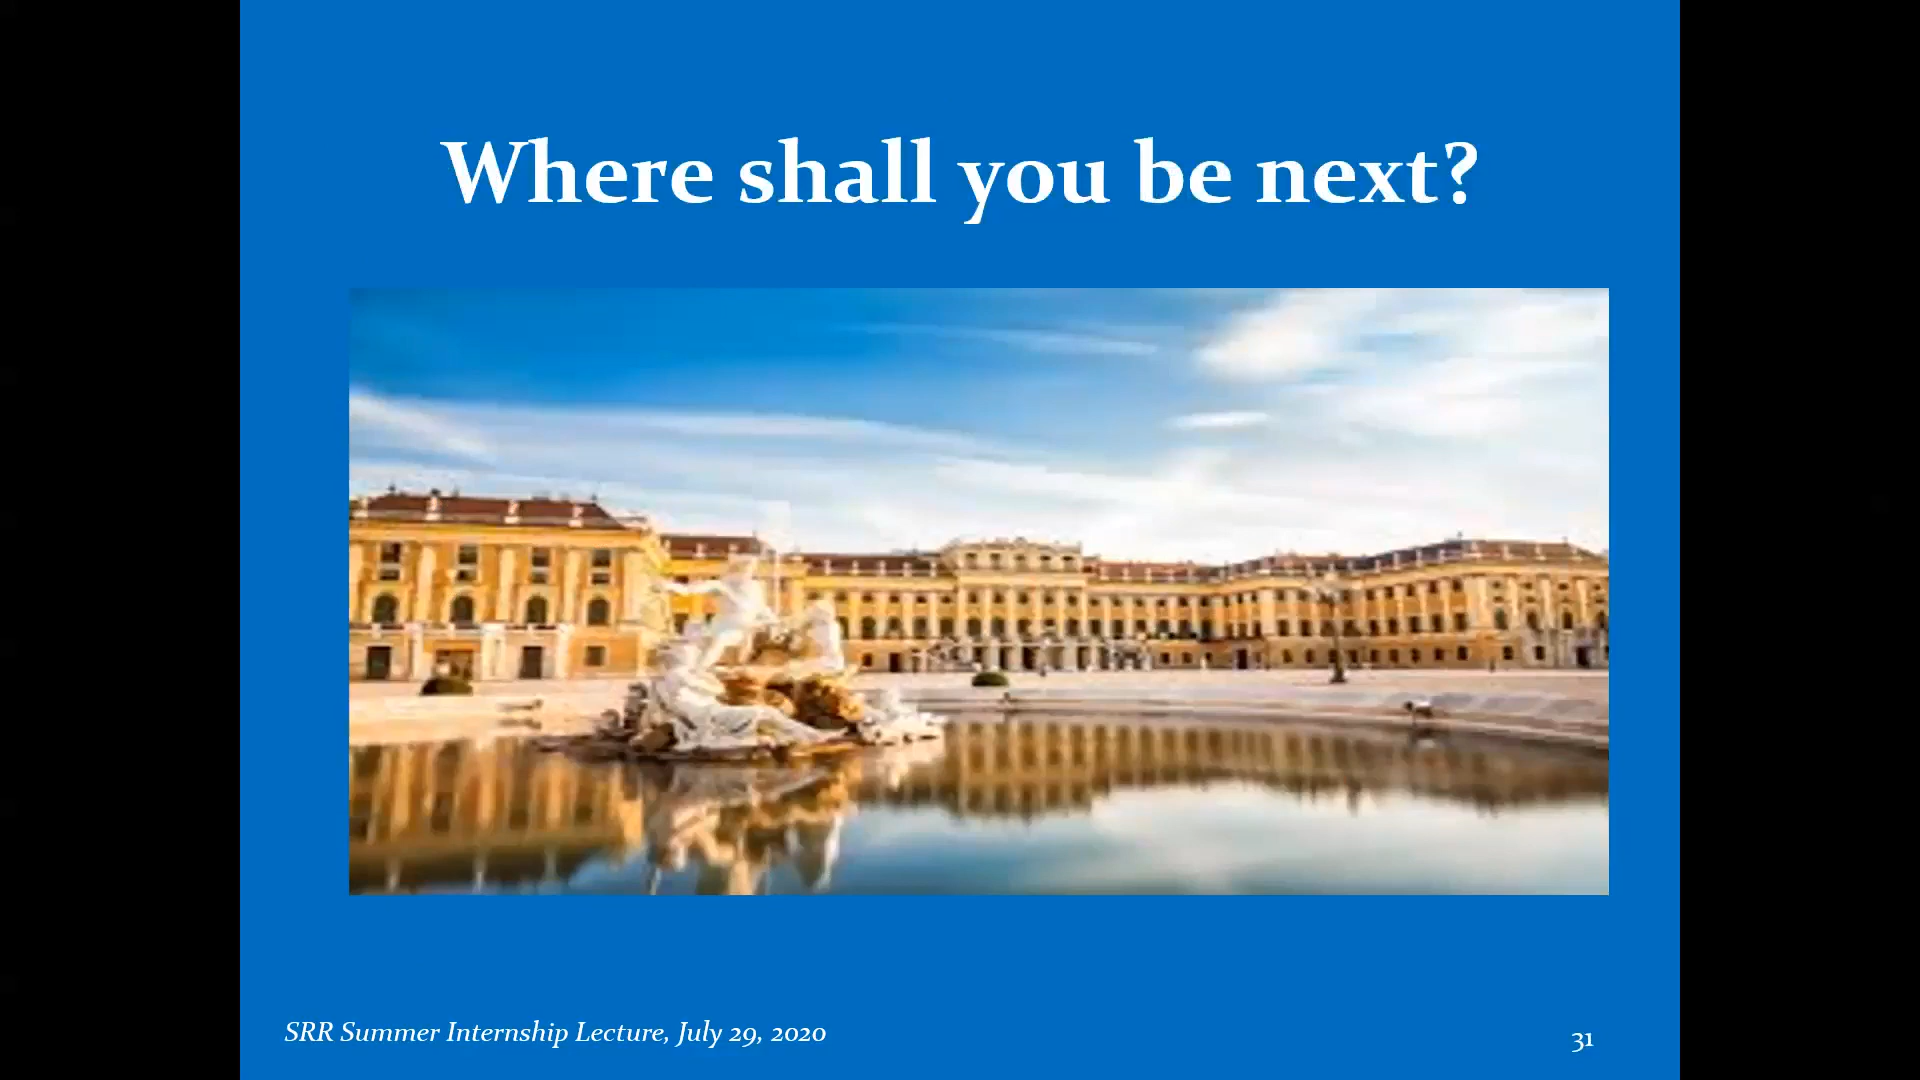 Where shall you be next?
SRR Summer Internship Lecture, July 29, 2020
31